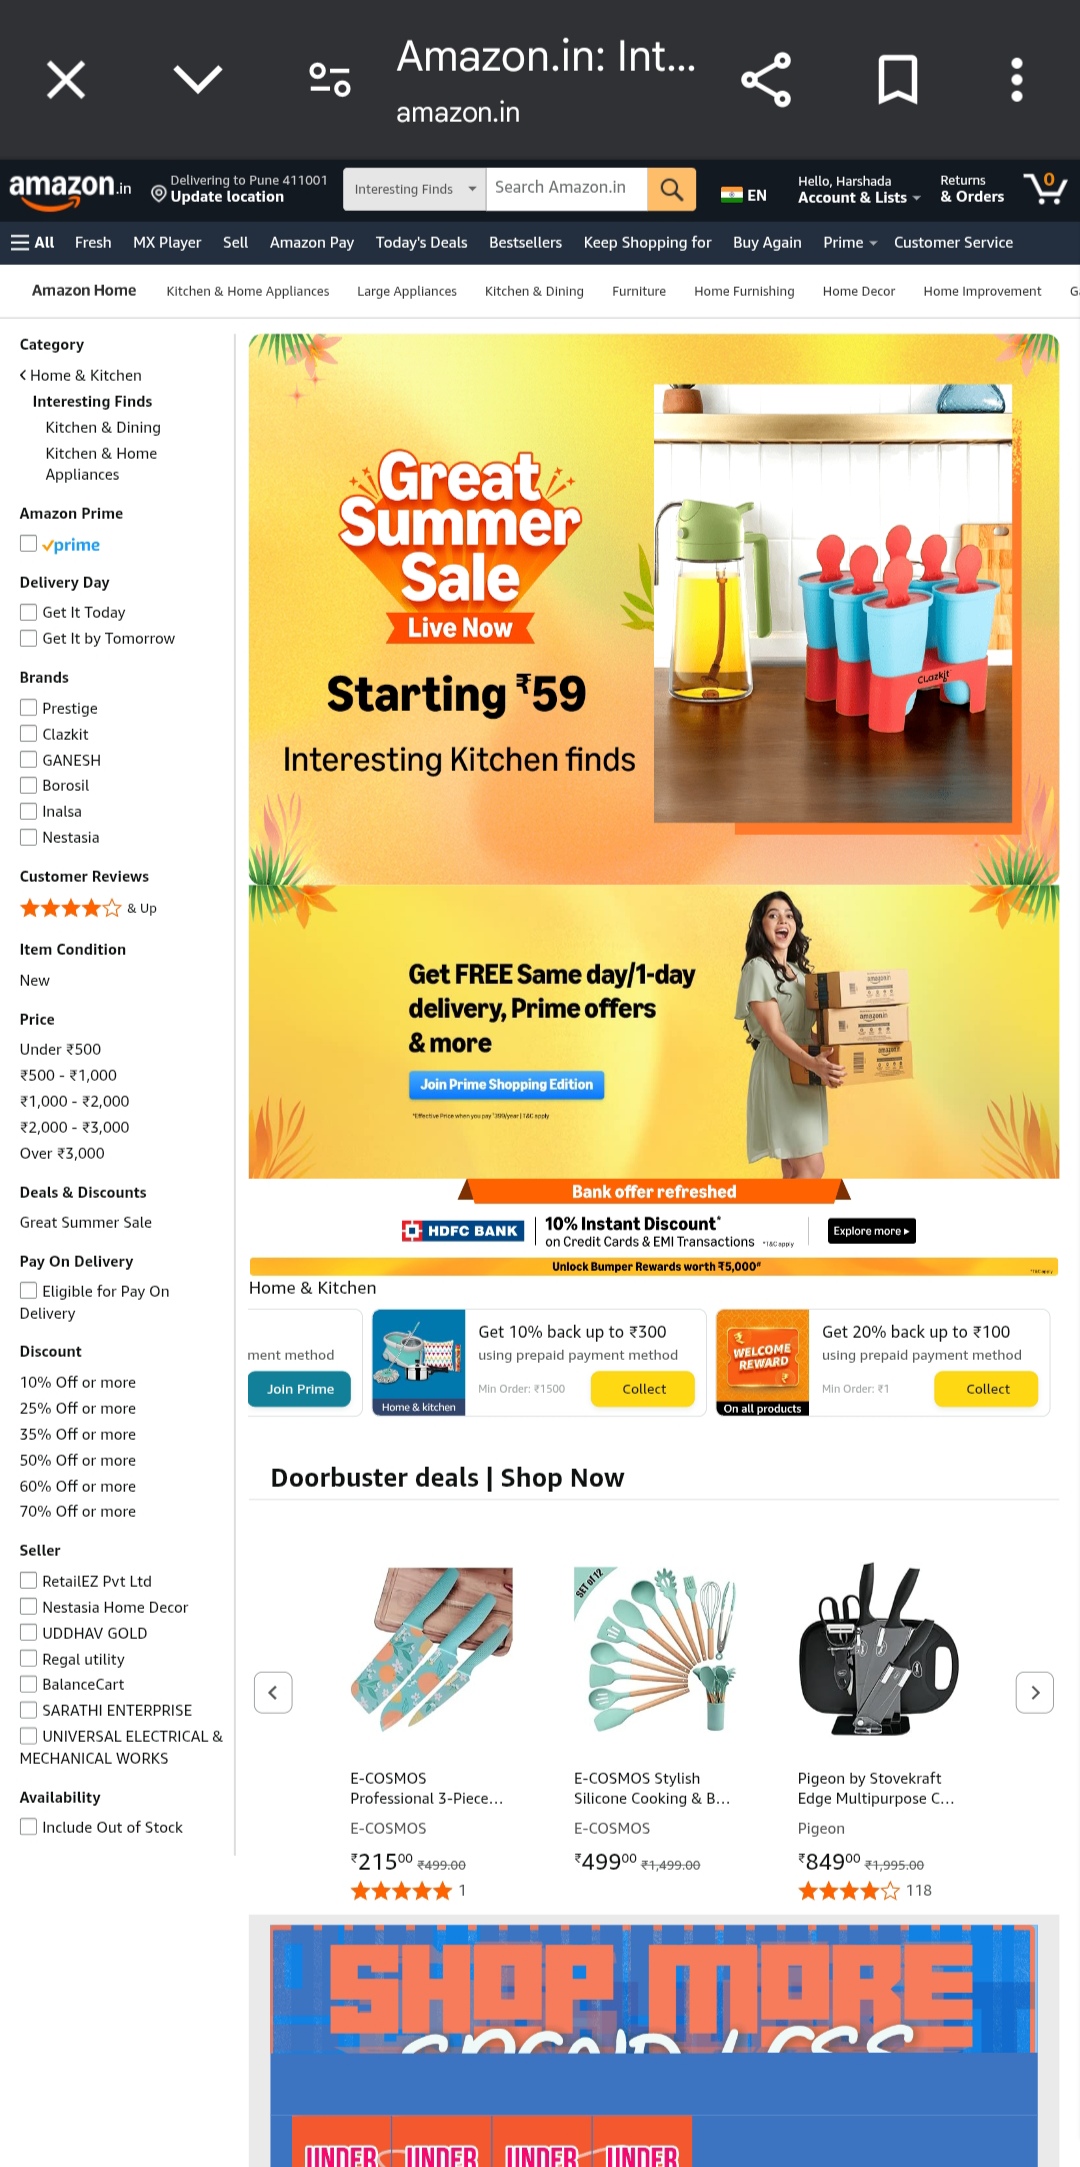 Amazon.in: Int...
amazon.in
amazon.in
Delivering to Pune 411001
Update location
Interesting Finds
Search Amazon.in
EN
Hello, Harshada
Account & Lists
Returns
& Orders
0
All Fresh MX Player Sell Amazon Pay Today's Deals Bestsellers Keep Shopping for Buy Again Prime Customer Service
Amazon Home Kitchen & Home Appliances Large Appliances Kitchen & Dining Furniture Home Furnishing Home Decor Home Improvement
Category
Home & Kitchen
Interesting Finds
Kitchen & Dining
Kitchen & Home
Appliances
Amazon Prime
prime
Delivery Day
Get It Today
Get It by Tomorrow
Brands
Prestige
Clazkit
GANESH
Borosil
Inalsa
Nestasia
Customer Reviews
& Up
Item Condition
New
Price
Under ₹500
₹500 - ₹1,000
₹1,000 - ₹2,000
₹2,000 - ₹3,000
Over ₹3,000
Deals & Discounts
Great Summer Sale
Pay On Delivery
Eligible for Pay On
Delivery
Discount
10% Off or more
25% Off or more
35% Off or more
50% Off or more
60% Off or more
70% Off or more
Seller
RetailEZ Pvt Ltd
Nestasia Home Decor
UDDHAV GOLD
Regal utility
BalanceCart
SARATHI ENTERPRISE
UNIVERSAL ELECTRICAL &
MECHANICAL WORKS
Availability
Include Out of Stock
Great
Summer
Sale
Live Now
Starting ₹59
Interesting Kitchen finds
CLazkit
Get FREE Same day/1-day
delivery, Prime offers
& more
Join Prime Shopping Edition
*Effective Price when you pay ₹399/year | T&C apply
amazon.in
amazon.in
Bank offer refreshed
HDFC BANK
10% Instant Discount*
on Credit Cards & EMI Transactions
*T&C apply
Explore more
Unlock Bumper Rewards worth ₹5,000#
Home & Kitchen
ment method
Join Prime
Home & kitchen
Get 10% back up to ₹300
using prepaid payment method
Min Order: ₹1500
Collect
WELCOME
REWARD
On all products
Get 20% back up to ₹100
using prepaid payment method
Min Order: ₹1
Collect
Doorbuster deals | Shop Now
E-COSMOS
Professional 3-Piece...
E-COSMOS
₹215⁰⁰ ₹499.00
1
SET OF 12
E-COSMOS Stylish
Silicone Cooking & B...
E-COSMOS
₹499⁰⁰ ₹1,499.00
Pigeon by Stovekraft
Edge Multipurpose C...
Pigeon
₹849⁰⁰ ₹1,995.00
118
SHOP MORE
SPEND LESS
UNDER UNDER UNDER UNDER